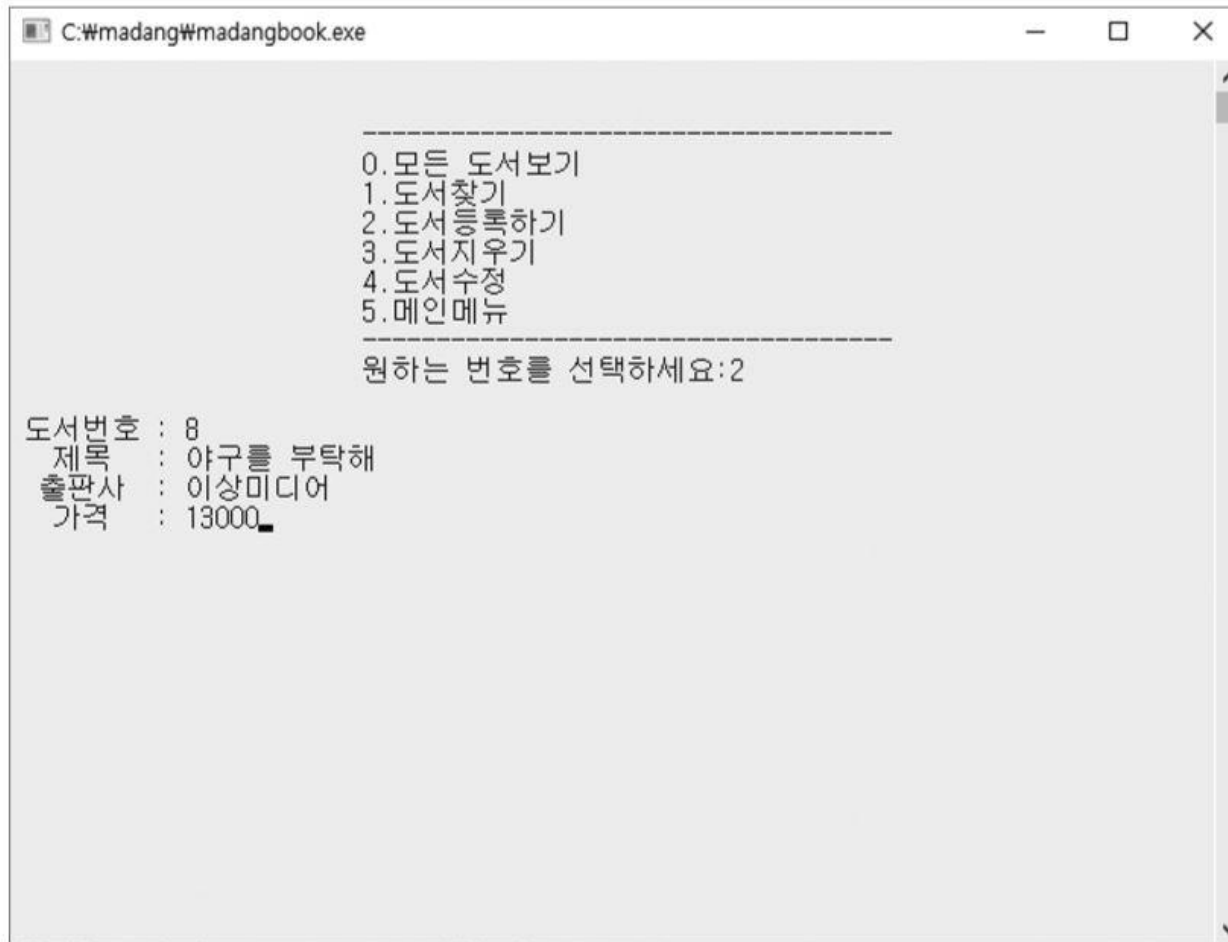 C:₩madang₩madangbook.exe
------------------------------------
0.모든 도서보기
1.도서찾기
2.도서등록하기
3.도서지우기
4.도서수정
5.메인메뉴
------------------------------------
원하는 번호를 선택하세요:2
도서번호 : 8
제목 : 야구를 부탁해
출판사 : 이상미디어
가격 : 13000